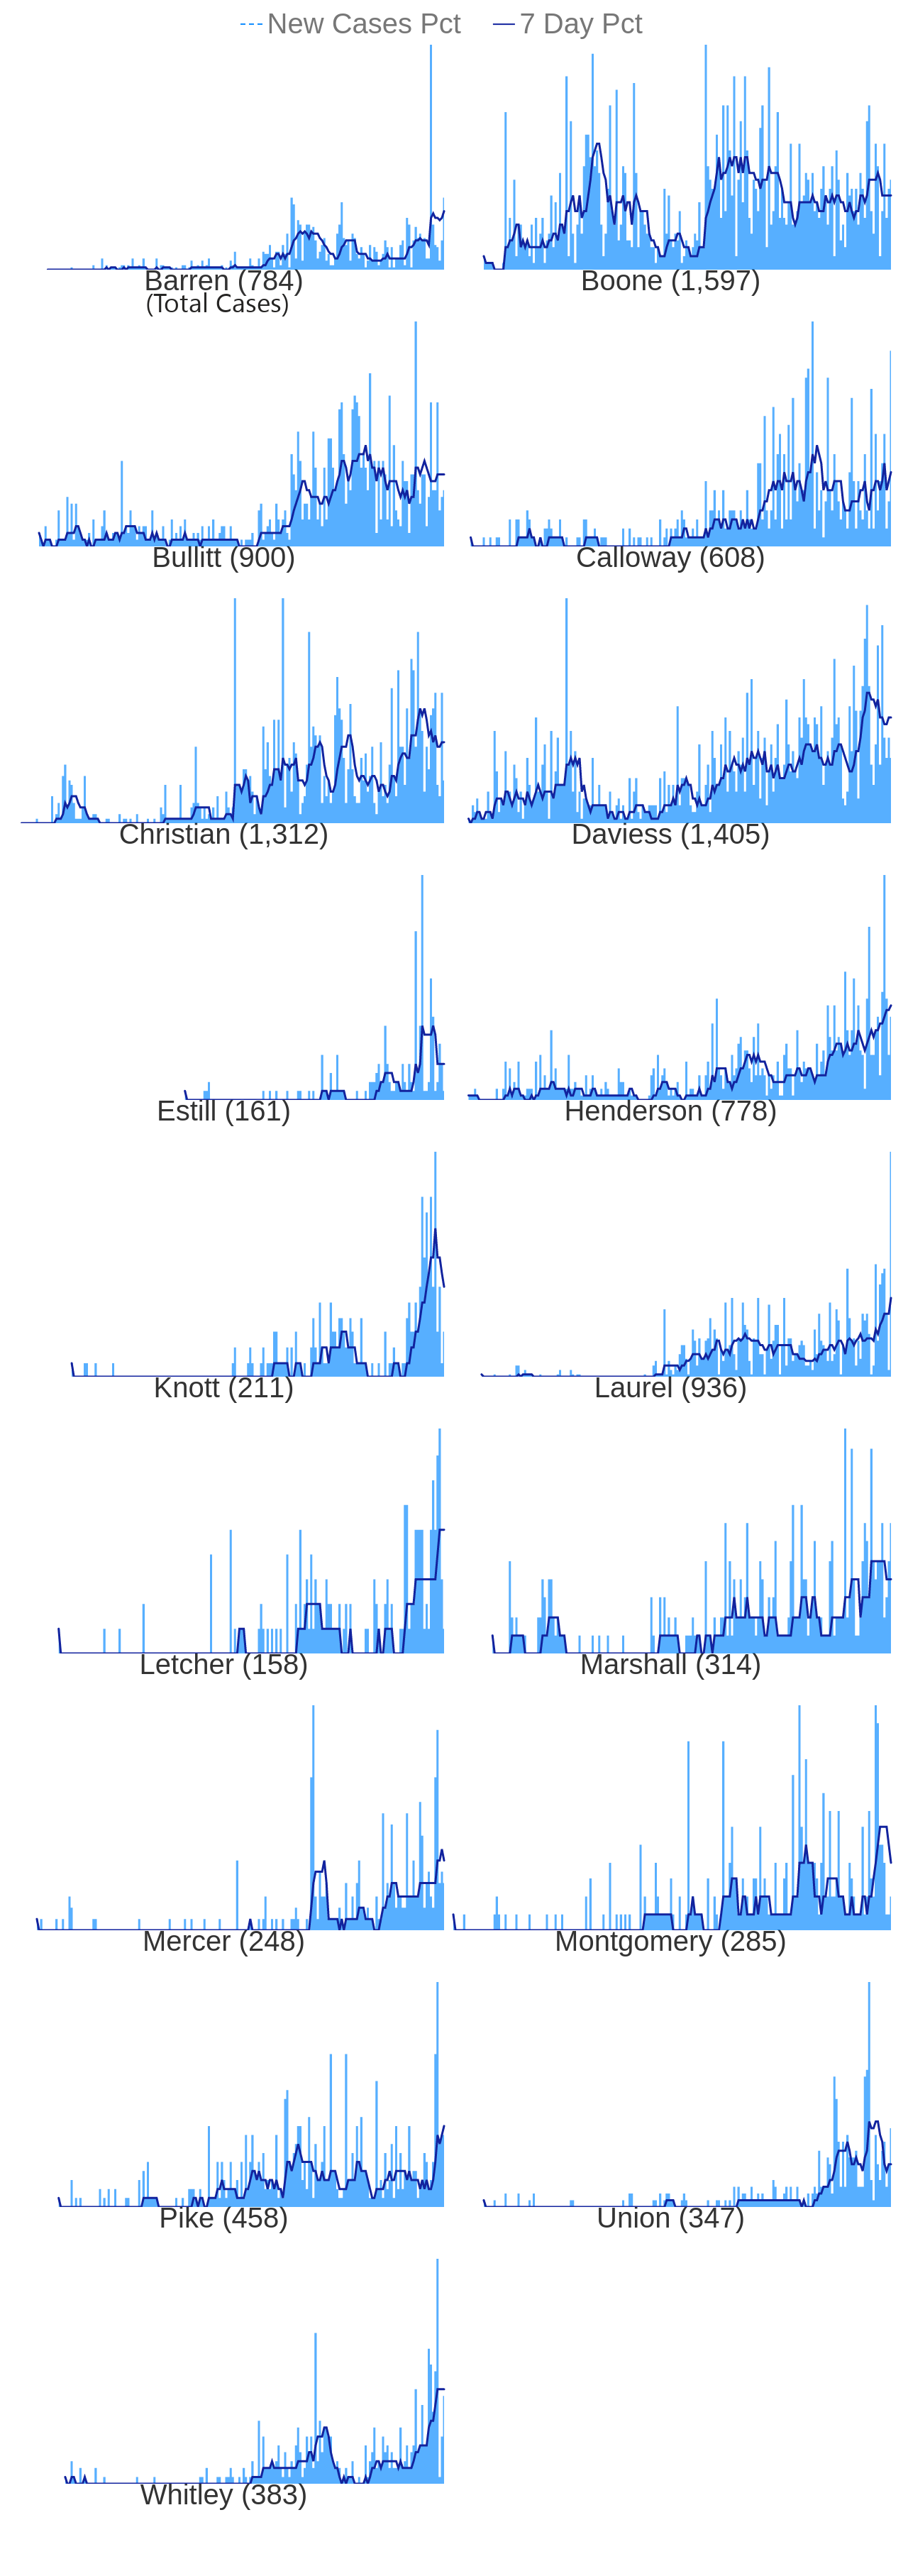 New Cases Pct 7 Day Pct
Barren (784) Boone (1,597)
(Total Cases)
Bullitt (900) Calloway (608)
Christian (1,312) Daviess (1,405)
Estill (161) Henderson (778)
Knott (211) Laurel (936)
Letcher (158) Marshall (314)
Mercer (248) Montgomery (285)
Pike (458) Union (347)
Whitley (383)